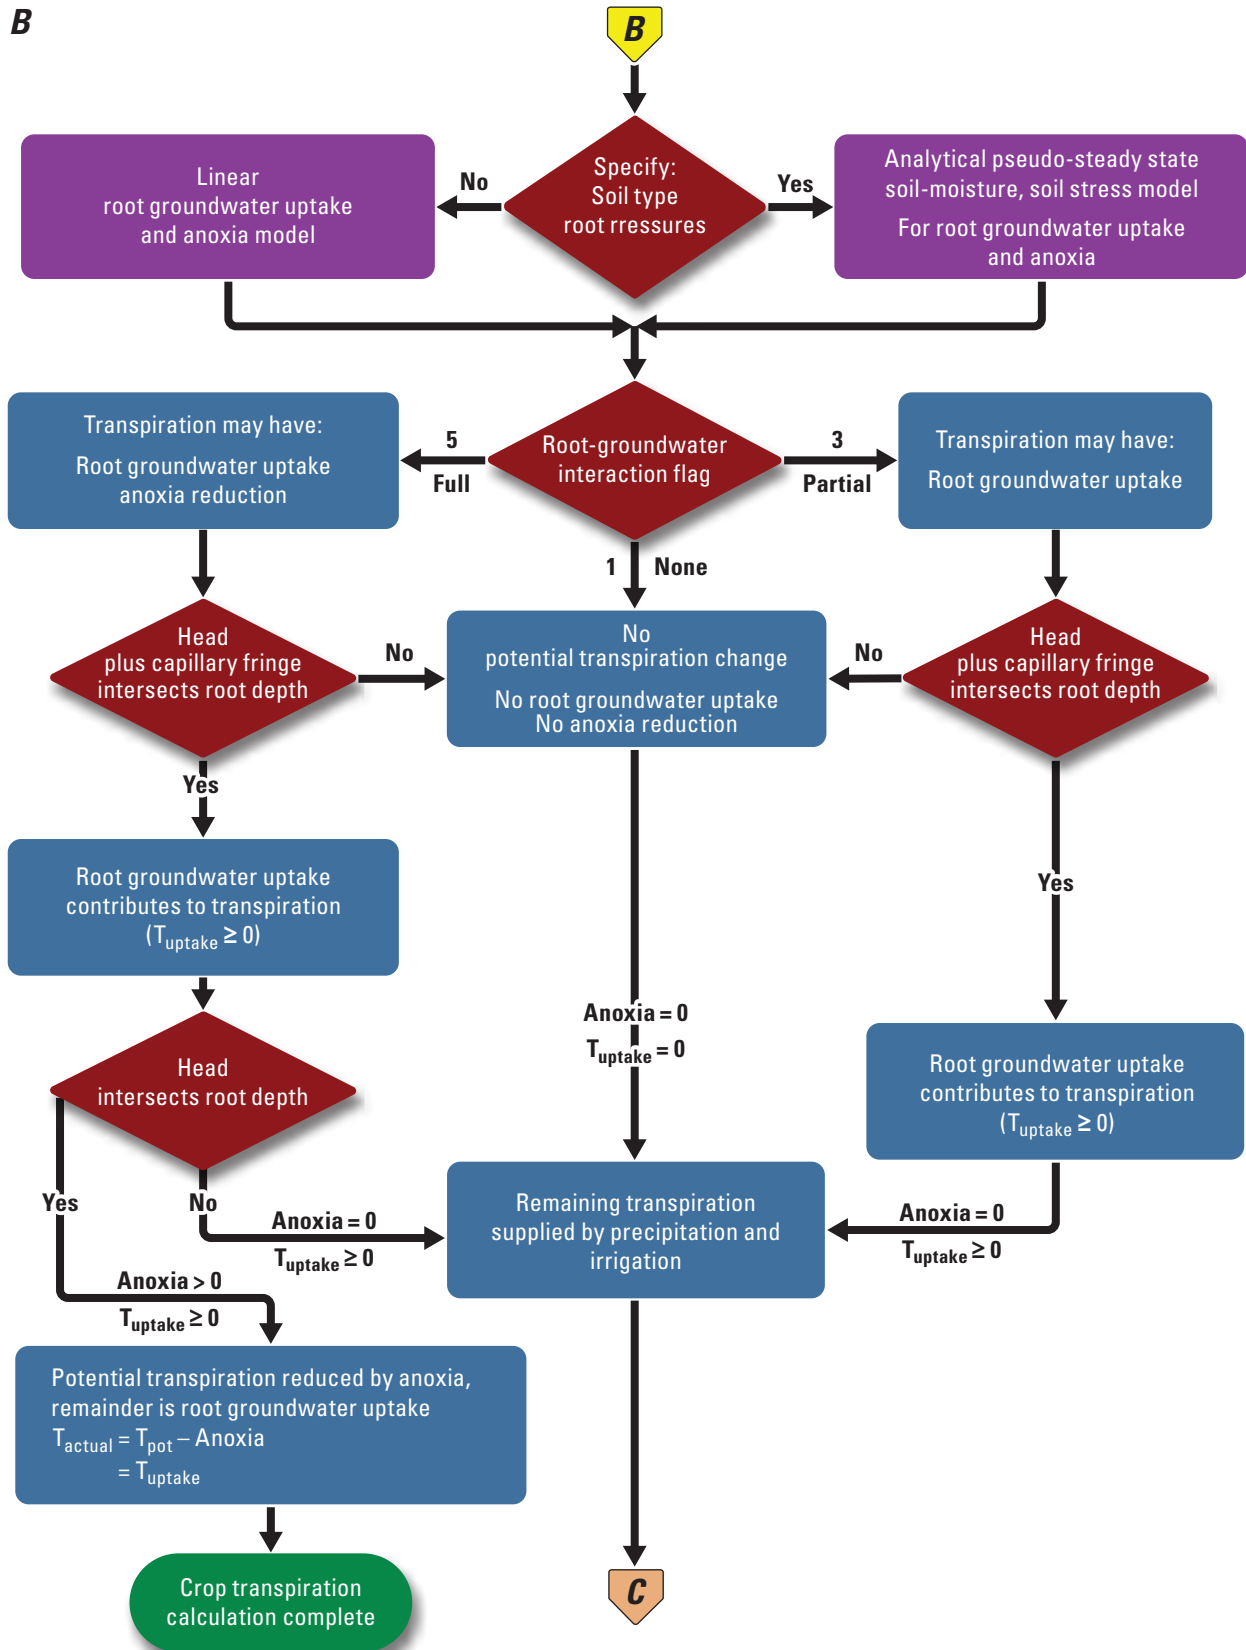 B
B
Specify:
Soil type
root rressures
No
Yes
Linear
root groundwater uptake
and anoxia model
Analytical pseudo-steady state
soil-moisture, soil stress model
For root groundwater uptake
and anoxia
Transpiration may have:
Root groundwater uptake
anoxia reduction
5
Full
Root-groundwater
interaction flag
3
Partial
Transpiration may have:
Root groundwater uptake
1 None
Head
plus capillary fringe
intersects root depth
No
No
potential transpiration change
No root groundwater uptake
No anoxia reduction
No
Head
plus capillary fringe
intersects root depth
Yes
Root groundwater uptake
contributes to transpiration
(Tuptake ≥ 0)
Yes
Anoxia = 0
Tuptake = 0
Head
intersects root depth
Root groundwater uptake
contributes to transpiration
(Tuptake ≥ 0)
Yes
No
Anoxia = 0
Tuptake ≥ 0
Remaining transpiration
supplied by precipitation and
irrigation
Anoxia = 0
Tuptake ≥ 0
Anoxia > 0
Tuptake ≥ 0
Potential transpiration reduced by anoxia,
remainder is root groundwater uptake
Tactual = Tpot – Anoxia
= Tuptake
Crop transpiration
calculation complete
C